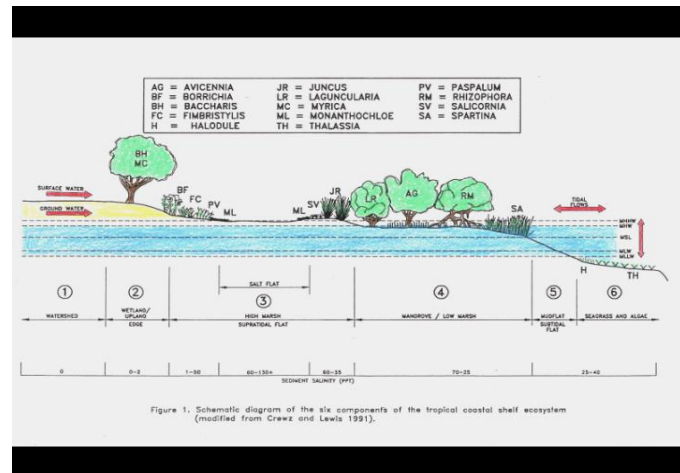 AG = AVICENNIA JR = JUNCUS PV = PASPALUM
BF = BORRICHIA LR = LAGUNCULARIA RM = RHIZOPHORA
BH = BACCHARIS MC = MYRICA SV = SALICORNIA
FC = FIMBRISTYLIS ML = MONANTHOCHLOE SA = SPARTINA
H = HALODULE TH = THALASSIA
BH
MC
SURFACE WATER
GROUND WATER
BF
FC
PV
ML
ML
SV
JR
LR
AG
RM
SA
TIDAL
FLOWS
MHHW
MHW
MSL
MLW
MLLW
H
TH
1
2
3
4
5
6
SALT FLAT
WATERSHED
WETLAND/
UPLAND
EDGE
HIGH MARSH
SUPRATIDAL FLAT
MANGROVE / LOW MARSH
MUDFLAT
SUBTIDAL
FLAT
SEAGRASS AND ALGAE
0 0-2 1-50 60-130+ 60-35 70-25 25-40
SEDIMENT SALINITY (PPT)
Figure 1. Schematic diagram of the six components of the tropical coastal shelf ecosystem
(modified from Crewz and Lewis 1991).